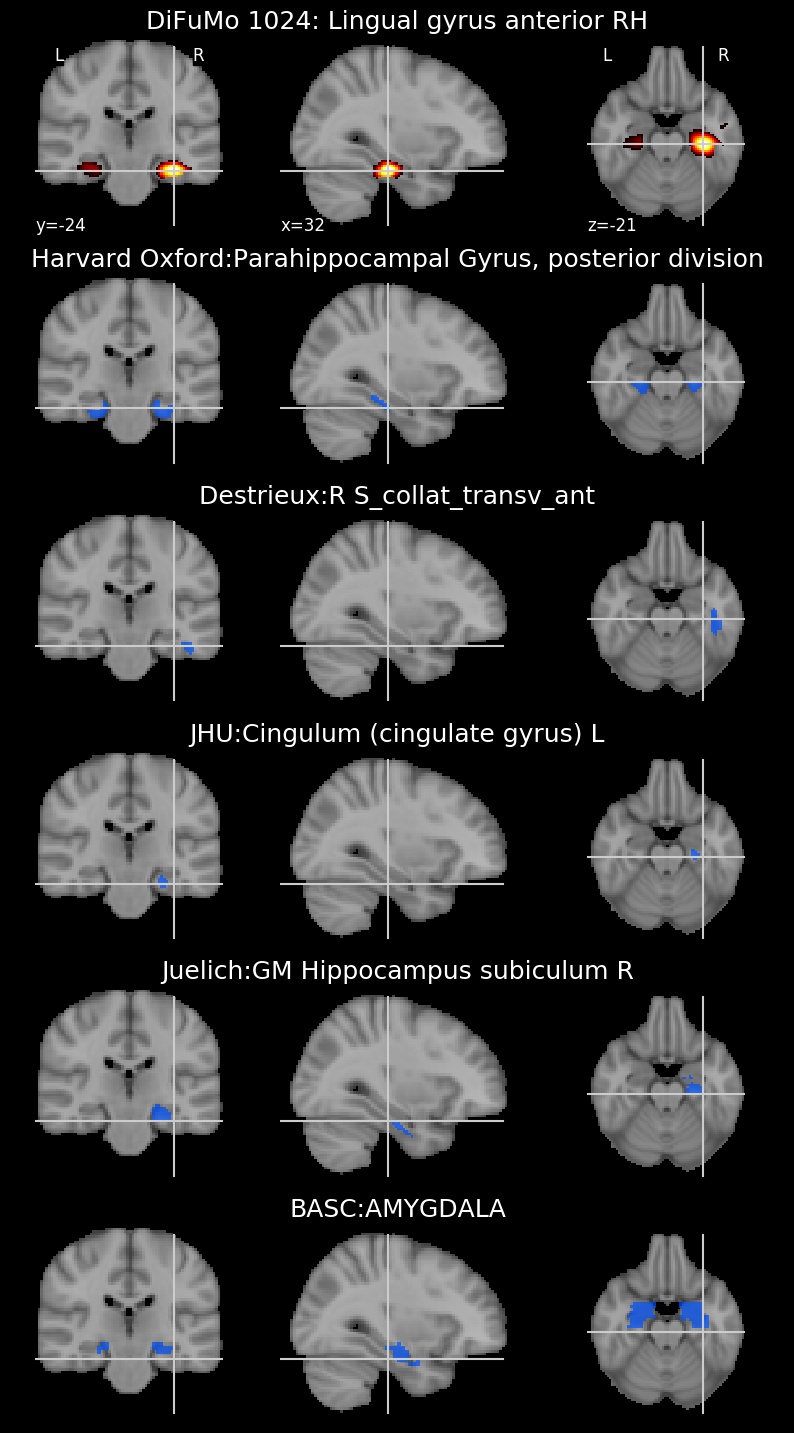 DiFuMo 1024: Lingual gyrus anterior RH
L R L R
y=-24 x=32 z=-21
Harvard Oxford:Parahippocampal Gyrus, posterior division
Destrieux:R S_collat_transv_ant
JHU:Cingulum (cingulate gyrus) L
Juelich:GM Hippocampus subiculum R
BASC:AMYGDALA